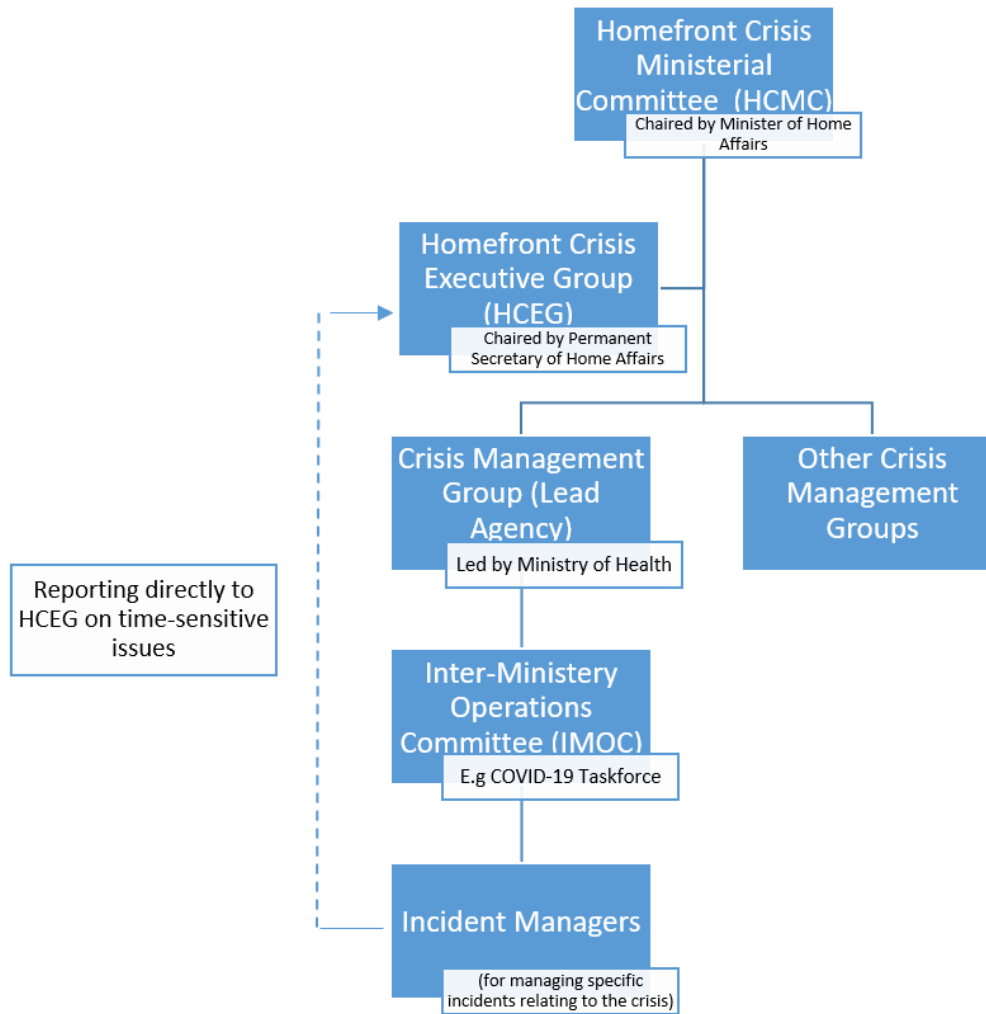 Homefront Crisis
Ministerial
Committee (HCMC)
Chaired by Minister of Home
Affairs
Homefront Crisis
Executive Group
(HCEG)
Chaired by Permanent
Secretary of Home Affairs
Crisis Management
Group (Lead
Agency)
Led by Ministry of Health
Other Crisis
Management
Groups
Reporting directly to
HCEG on time-sensitive
issues
Inter-Ministery
Operations
Committee (IMOC)
E.g COVID-19 Taskforce
Incident Managers
(for managing specific
incidents relating to the crisis)